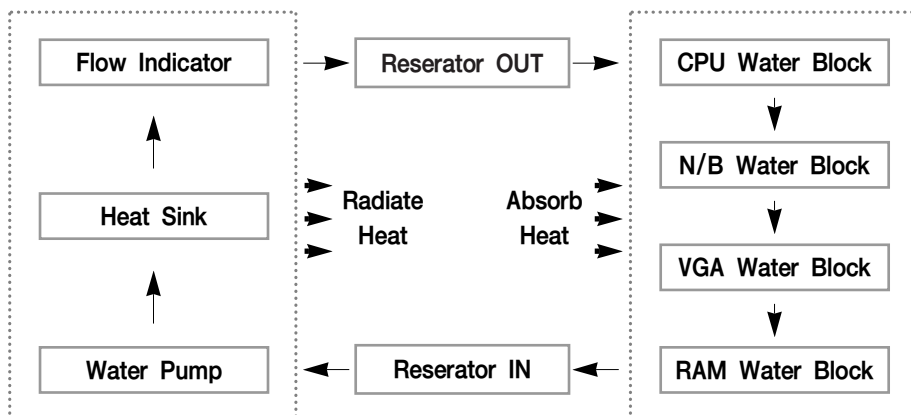 Flow Indicator
Reserator OUT
CPU Water Block
N/B Water Block
Heat Sink
Radiate
Heat
Absorb
Heat
VGA Water Block
Water Pump
Reserator IN
RAM Water Block